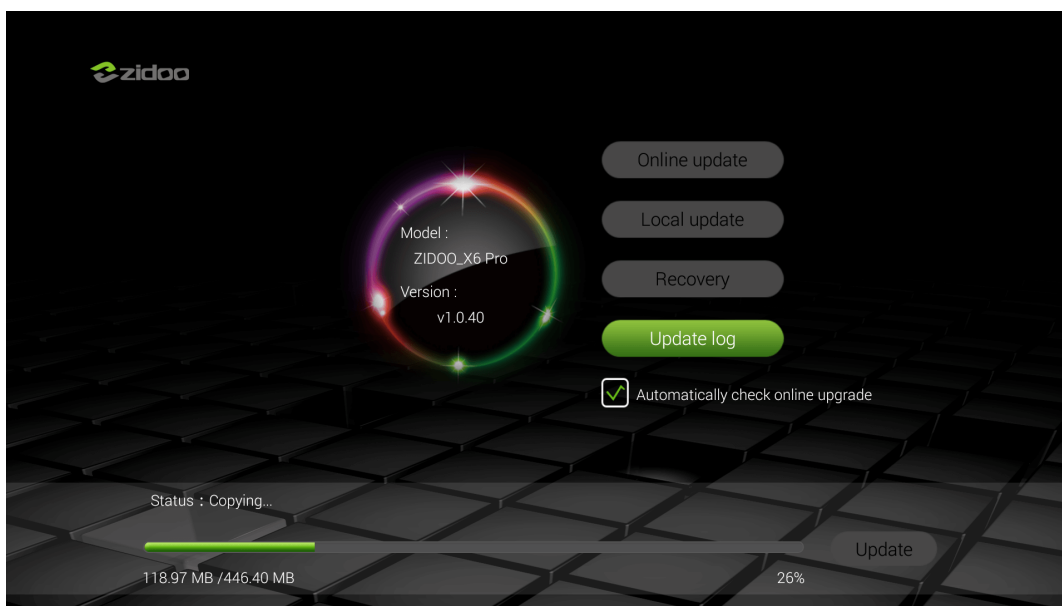 zidoo
Online update
Local update
Model :
ZIDOO_X6 Pro
Recovery
Version :
v1.0.40
Update log
Automatically check online upgrade
Status : Copying...
Update
118.97 MB /446.40 MB
26%